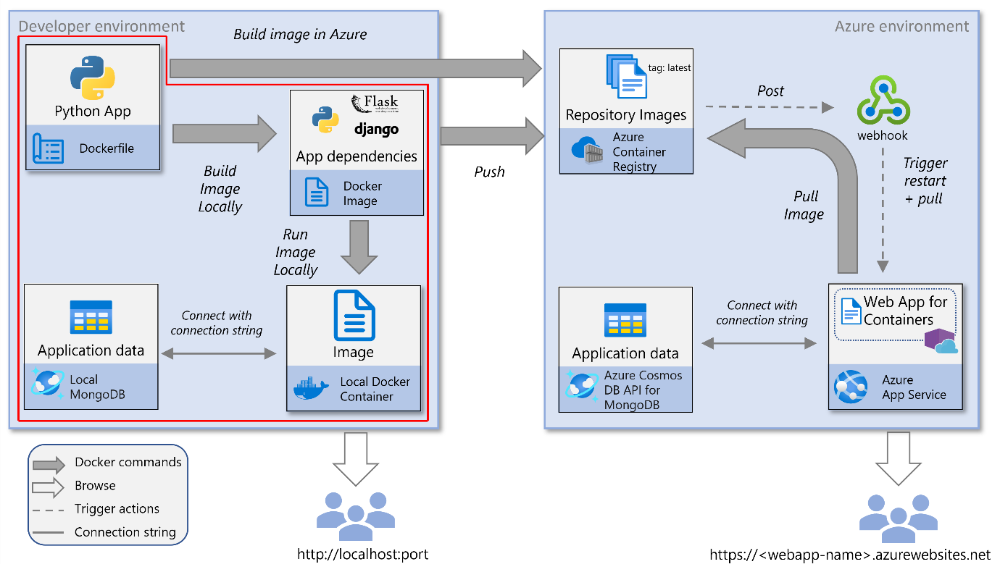 Developer environment
Build image in Azure
Azure environment
Python App
Dockerfile
Build
Image
Locally
Flask
django
App dependencies
Docker
Image
Push
Run
Image
Locally
Application data
Local
MongoDB
Connect with
connection string
Image
Local Docker
Container
tag: latest
Repository Images
Azure
Container
Registry
Post
webhook
Trigger
restart
+ pull
Pull
Image
Application data
Azure Cosmos
DB API for
MongoDB
Connect with
connection string
Web App for
Containers
Azure
App Service
Docker commands
Browse
Trigger actions
Connection string
http://localhost:port
https://<webapp-name>.azurewebsites.net